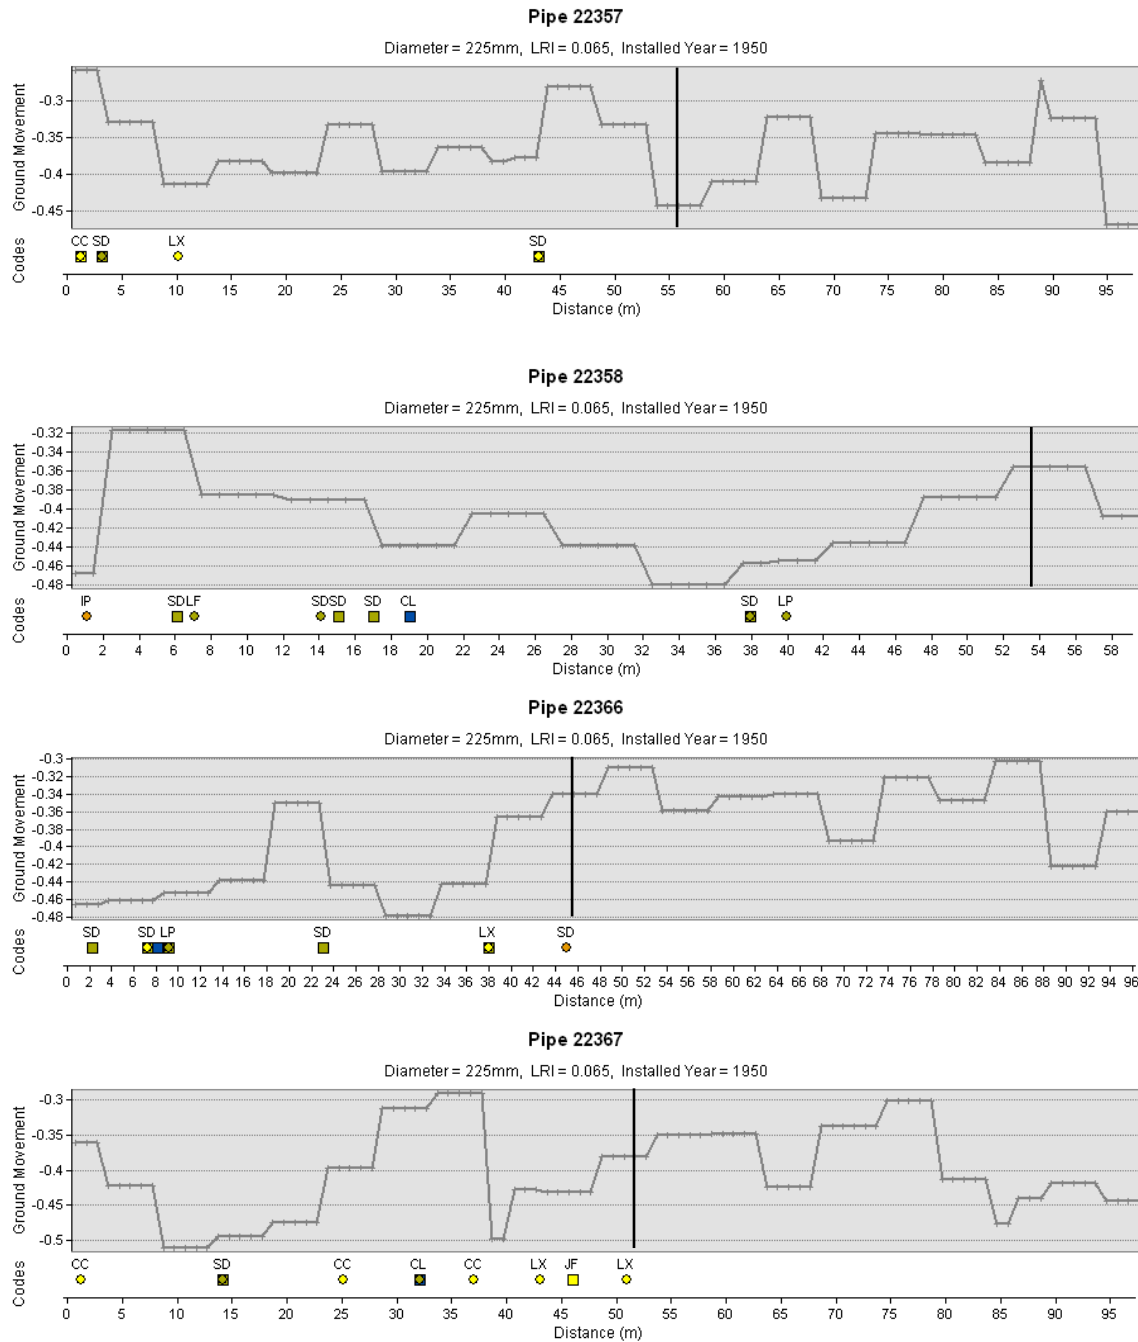 Pipe 22357
Diameter = 225mm, LRI = 0.065, Installed Year = 1950
Ground Movement
-0.3
-0.35
-0.4
-0.45
Codes
CC SD LX SD
0 5 10 15 20 25 30 35 40 45 50 55 60 65 70 75 80 85 90 95
Distance (m)
Pipe 22358
Diameter = 225mm, LRI = 0.065, Installed Year = 1950
Ground Movement
-0.32
-0.34
-0.36
-0.38
-0.4
-0.42
-0.44
-0.46
-0.48
Codes
IP SD LF SD SD SD CL SD LP
0 2 4 6 8 10 12 14 16 18 20 22 24 26 28 30 32 34 36 38 40 42 44 46 48 50 52 54 56 58
Distance (m)
Pipe 22366
Diameter = 225mm, LRI = 0.065, Installed Year = 1950
Ground Movement
-0.3
-0.32
-0.34
-0.36
-0.38
-0.4
-0.42
-0.44
-0.46
-0.48
Codes
SD SD LP SD LX SD
0 2 4 6 8 10 12 14 16 18 20 22 24 26 28 30 32 34 36 38 40 42 44 46 48 50 52 54 56 58 60 62 64 66 68 70 72 74 76 78 80 82 84 86 88 90 92 94 96
Distance (m)
Pipe 22367
Diameter = 225mm, LRI = 0.065, Installed Year = 1950
Ground Movement
-0.3
-0.35
-0.4
-0.45
-0.5
Codes
CC SD CC CL CC LX JF LX
0 5 10 15 20 25 30 35 40 45 50 55 60 65 70 75 80 85 90 95
Distance (m)